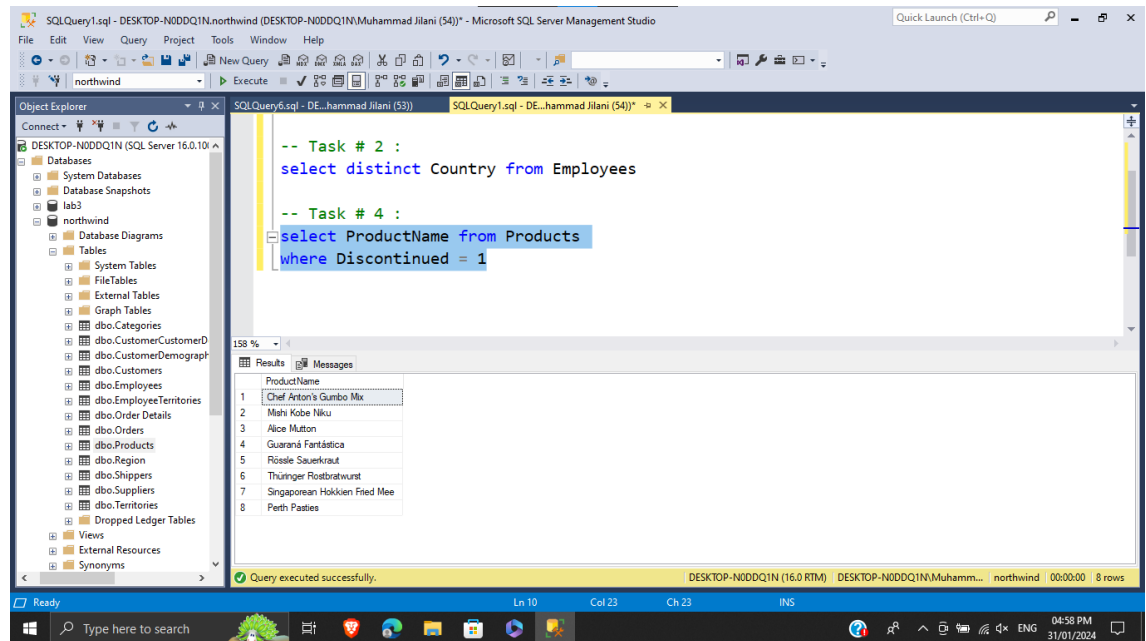 SQLQuery1.sql - DESKTOP-N0DDQ1N.northwind (DESKTOP-N0DDQ1N\Muhammad Jilani (54))* - Microsoft SQL Server Management Studio
Quick Launch (Ctrl+Q)
File Edit View Query Project Tools Window Help
New Query
northwind
Execute
Object Explorer
Connect
DESKTOP-N0DDQ1N (SQL Server 16.0.10
Databases
System Databases
Database Snapshots
lab3
northwind
Database Diagrams
Tables
System Tables
FileTables
External Tables
Graph Tables
dbo.Categories
dbo.CustomerCustomerD
dbo.CustomerDemograph
dbo.Customers
dbo.Employees
dbo.EmployeeTerritories
dbo.Order Details
dbo.Orders
dbo.Products
dbo.Region
dbo.Shippers
dbo.Suppliers
dbo.Territories
Dropped Ledger Tables
Views
External Resources
Synonyms
SQLQuery6.sql - DE...hammad Jilani (53))
SQLQuery1.sql - DE...hammad Jilani (54))*
-- Task # 2 :
select distinct Country from Employees
-- Task # 4 :
select ProductName from Products
where Discontinued = 1
158 %
Results Messages
ProductName
1 Chef Anton's Gumbo Mix
2 Mishi Kobe Niku
3 Alice Mutton
4 Guaraná Fantástica
5 Rössle Sauerkraut
6 Thüringer Rostbratwurst
7 Singaporean Hokkien Fried Mee
8 Perth Pasties
Query executed successfully.
DESKTOP-N0DDQ1N (16.0 RTM) DESKTOP-N0DDQ1N\Muhamm... northwind 00:00:00 8 rows
Ready Ln 10 Col 23 Ch 23 INS
Type here to search
ENG
04:58 PM
31/01/2024